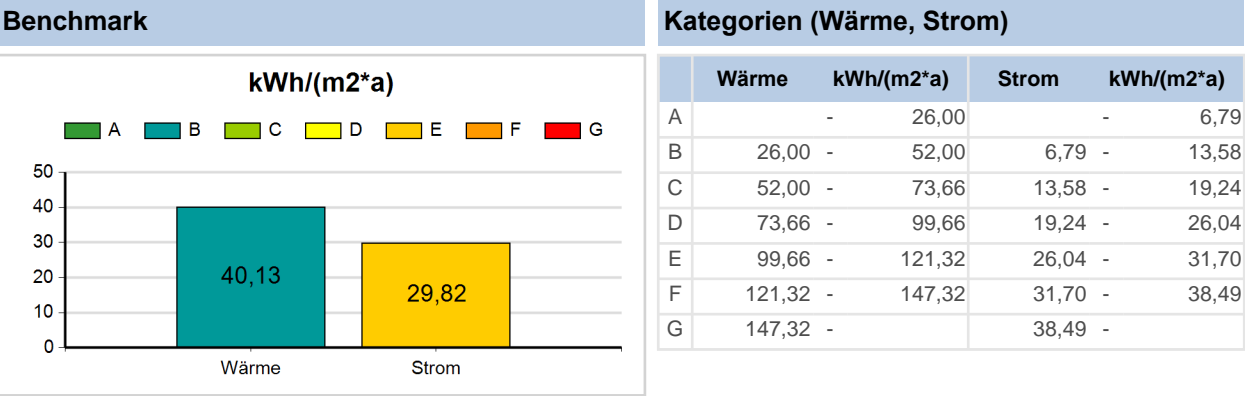 Benchmark
kWh/(m2*a)
A B C D E F G
50
40
30
20
10
0
40,13
29,82
Wärme Strom
Kategorien (Wärme, Strom)
Wärme kWh/(m2*a) Strom kWh/(m2*a)
A - 26,00 - 6,79
B 26,00 - 52,00 6,79 - 13,58
C 52,00 - 73,66 13,58 - 19,24
D 73,66 - 99,66 19,24 - 26,04
E 99,66 - 121,32 26,04 - 31,70
F 121,32 - 147,32 31,70 - 38,49
G 147,32 - 38,49 -